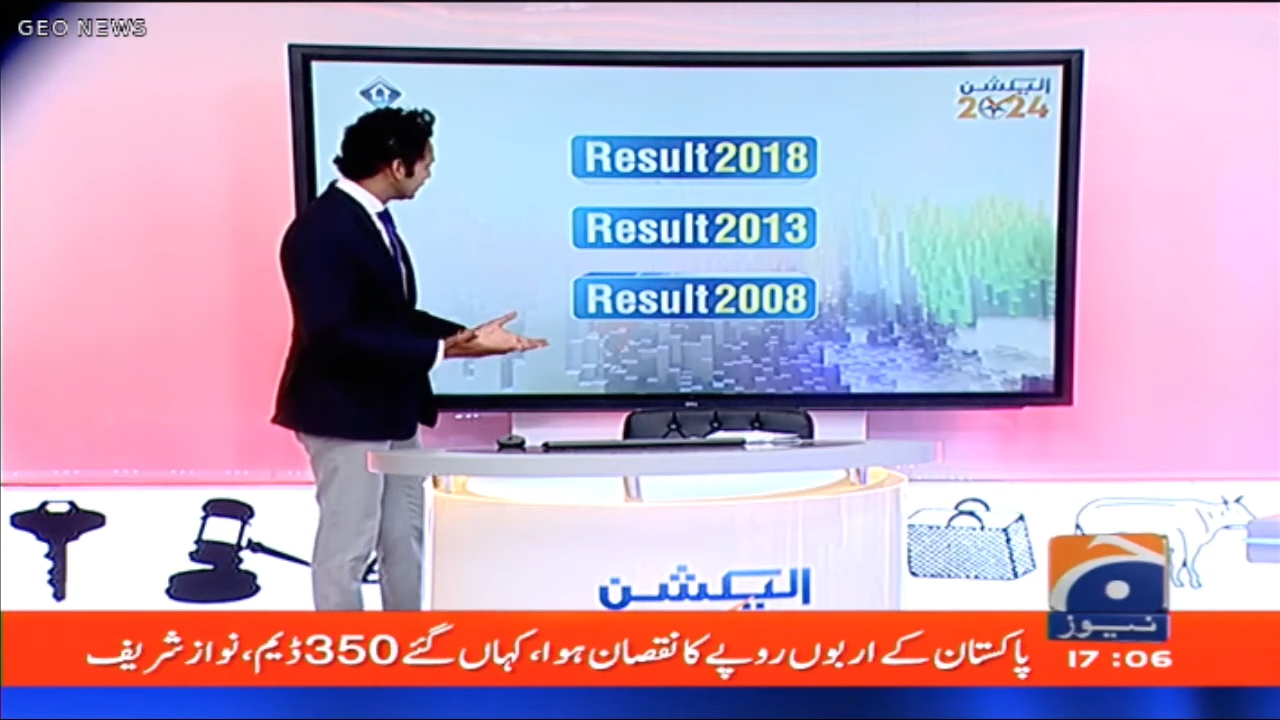 GEO NEWS
الیکشن
2024
Result 2018
Result 2013
Result 2008
الیکشن
پاکستان کے اربوں روپے کا نقصان ہوا، کہاں گئے 350 ڈیم، نواز شریف
نیوز
17:06